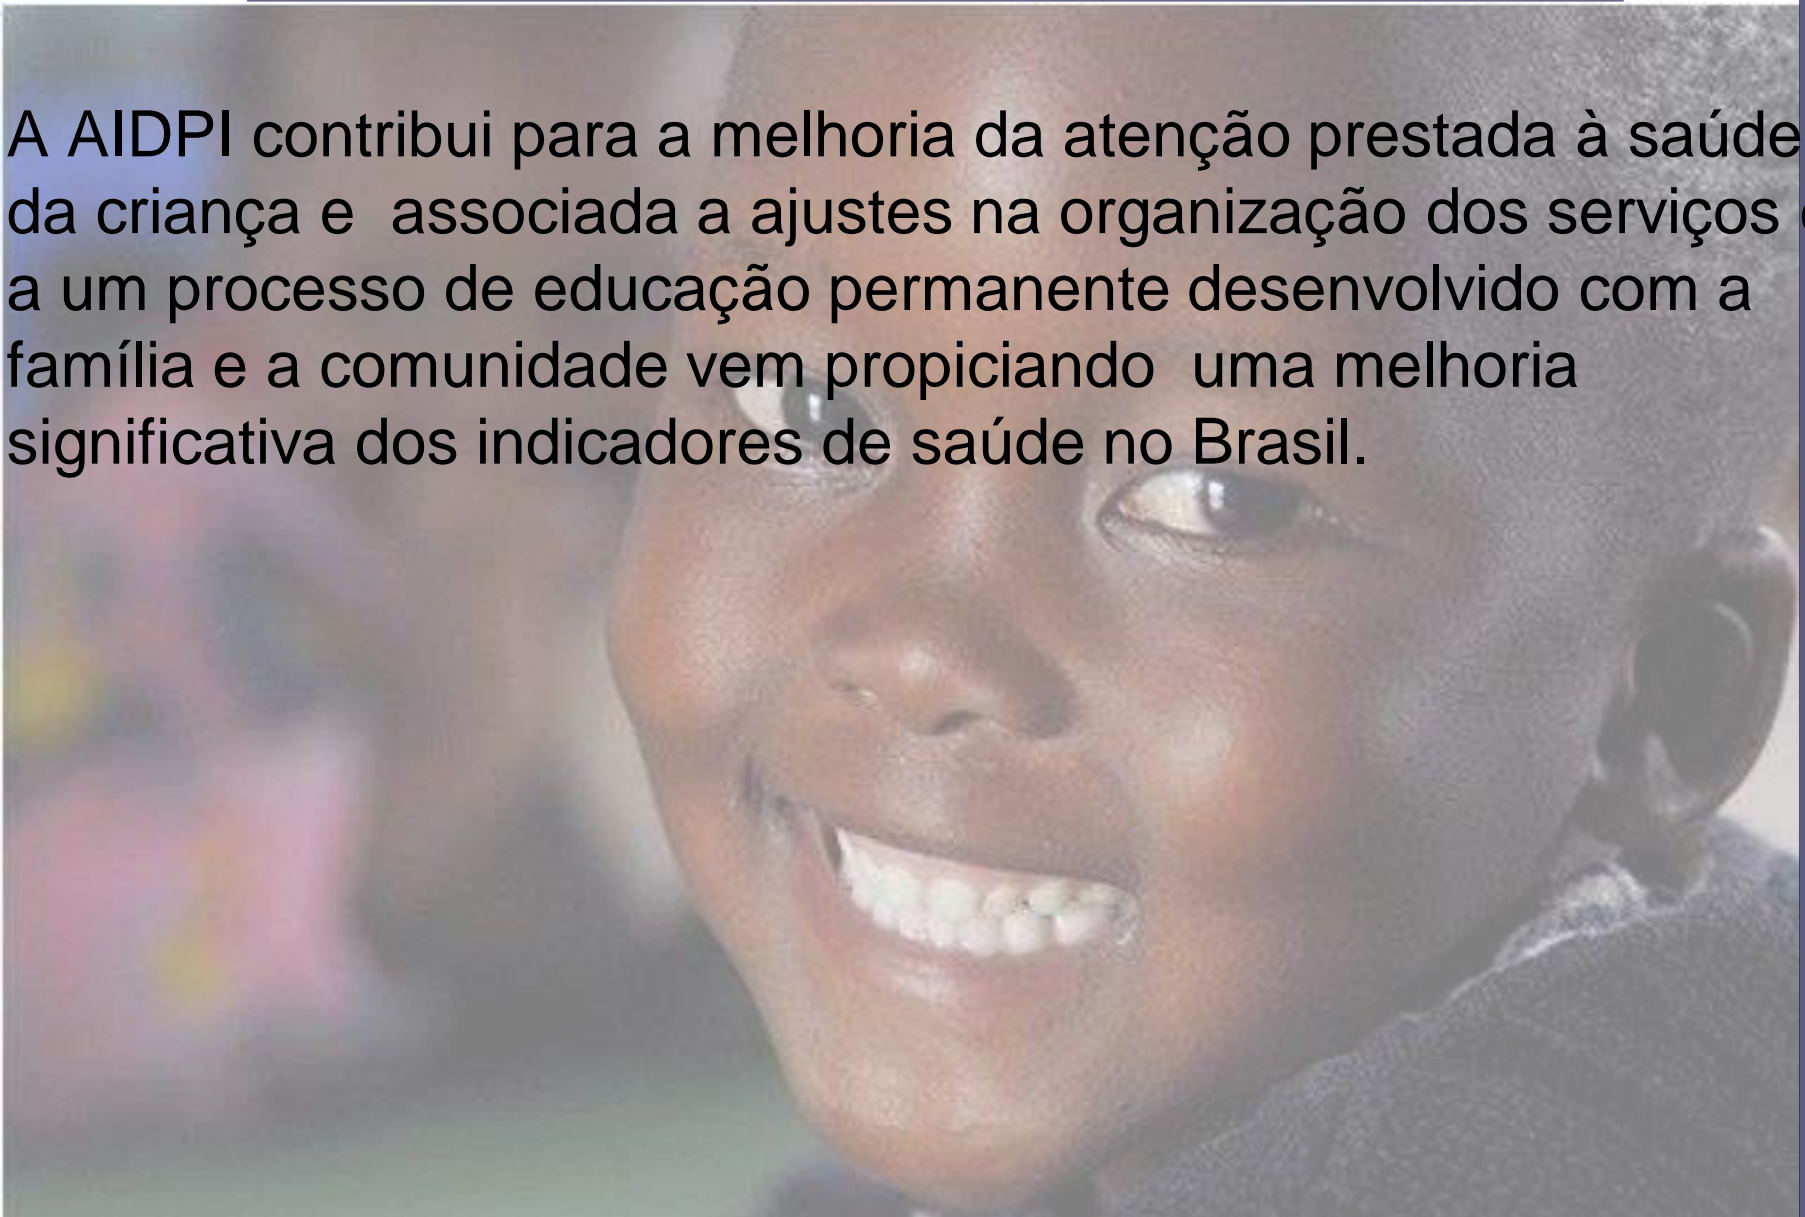 A AIDPI contribui para a melhoria da atenção prestada à saúde
da criança e  associada a ajustes na organização dos serviços
a um processo de educação permanente desenvolvido com a
família e a comunidade vem propiciando  uma melhoria
significativa dos indicadores de saúde no Brasil.